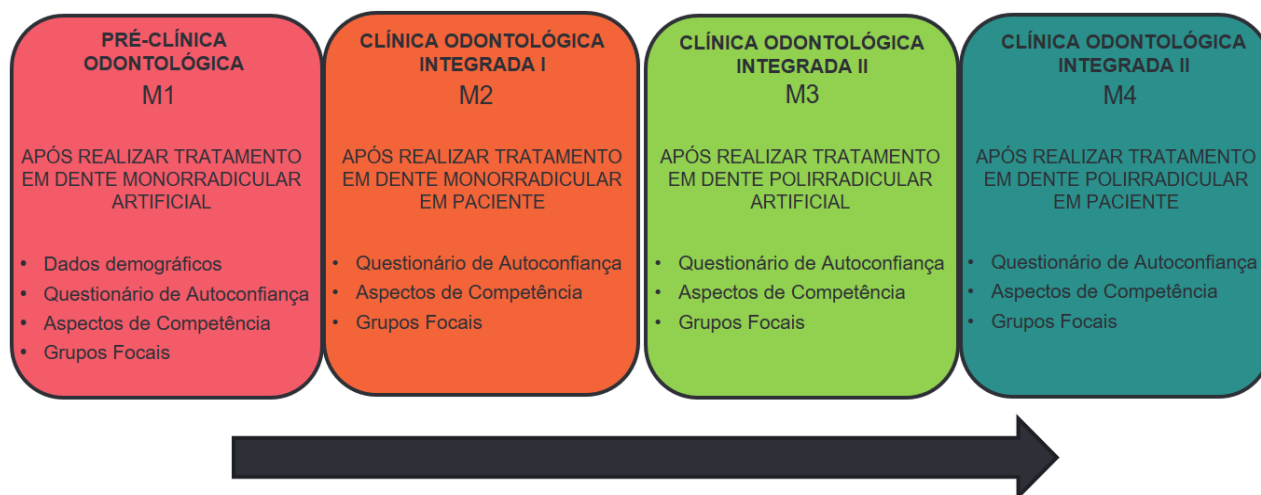 PRÉ-CLÍNICA
ODONTOLÓGICA
M1
APÓS REALIZAR TRATAMENTO
EM DENTE MONORRADICULAR
ARTIFICIAL
• Dados demográficos
• Questionário de Autoconfiança
• Aspectos de Competência
• Grupos Focais
CLÍNICA ODONTOLÓGICA
INTEGRADA I
M2
APÓS REALIZAR TRATAMENTO
EM DENTE MONORRADICULAR
EM PACIENTE
• Questionário de Autoconfiança
• Aspectos de Competência
• Grupos Focais
CLÍNICA ODONTOLÓGICA
INTEGRADA II
M3
APÓS REALIZAR TRATAMENTO
EM DENTE POLIRRADICULAR
ARTIFICIAL
• Questionário de Autoconfiança
• Aspectos de Competência
• Grupos Focais
CLÍNICA ODONTOLÓGICA
INTEGRADA II
M4
APÓS REALIZAR TRATAMENTO
EM DENTE POLIRRADICULAR
EM PACIENTE
• Questionário de Autoconfiança
• Aspectos de Competência
• Grupos Focais